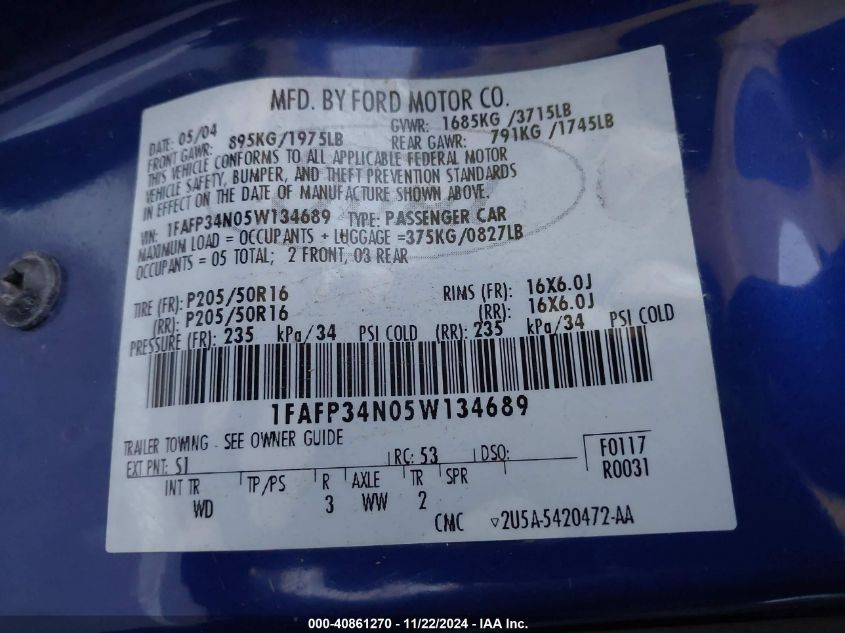 MFD. BY FORD MOTOR CO.
DATE: 05/04 GVWR: 1685KG /3715LB
FRONT GAWR: 895KG/1975LB REAR GAWR: 791KG /1745LB
THIS VEHICLE CONFORMS TO ALL APPLICABLE FEDERAL MOTOR
VEHICLE SAFETY, BUMPER, AND THEFT PREVENTION STANDARDS
IN EFFECT ON THE DATE OF MANUFACTURE SHOWN ABOVE.
VIN: 1FAFP34N05W134689 TYPE: PASSENGER CAR
MAXIMUM LOAD = OCCUPANTS + LUGGAGE =375KG/0827LB
OCCUPANTS = 05 TOTAL; 2 FRONT, 03 REAR
TIRE (FR): P205/50R16 RIMS (FR): 16X6.0J
(RR): P205/50R16 (RR): 16X6.0J
PRESSURE (FR): 235 kPa/34 PSI COLD (RR): 235 kPa/34 PSI COLD
1FAFP34N05W134689
TRAILER TOWING - SEE OWNER GUIDE
EXT PNT: S1 RC: 53 DSO: F0117
R0031
INT TR TP/PS R AXLE TR SPR
WD 3 WW 2
CMC ▽2U5A-5420472-AA
000-40861270 - 11/22/2024 - IAA Inc.